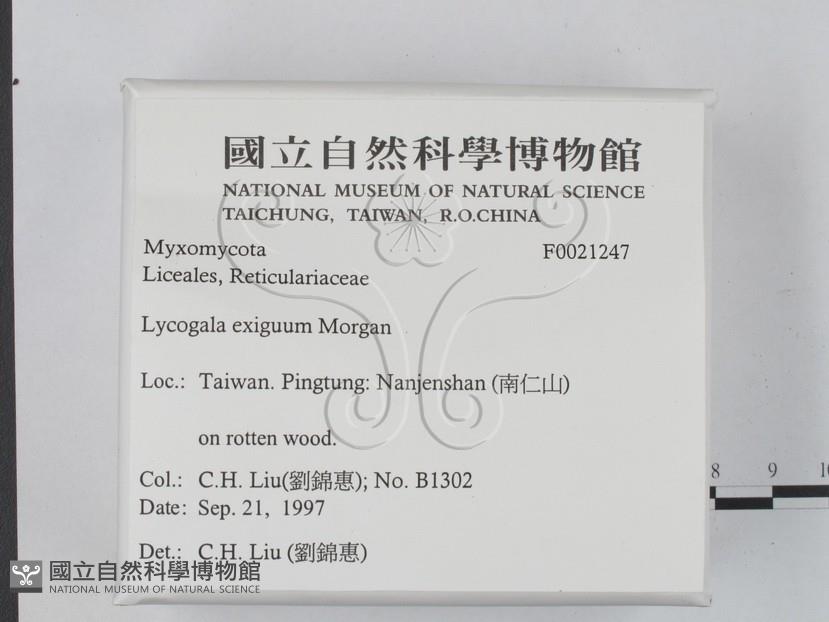 國立自然科學博物館
NATIONAL MUSEUM OF NATURAL SCIENCE
TAICHUNG, TAIWAN, R.O.CHINA
Myxomycota F0021247
Liceales, Reticulariaceae
Lycogala exiguum Morgan
Loc.: Taiwan. Pingtung: Nanjenshan (南仁山)
on rotten wood.
Col.: C.H. Liu(劉錦惠); No. B1302
Date: Sep. 21, 1997
Det.: C.H. Liu (劉錦惠)
8 9
國立自然科學博物館
NATIONAL MUSEUM OF NATURAL SCIENCE